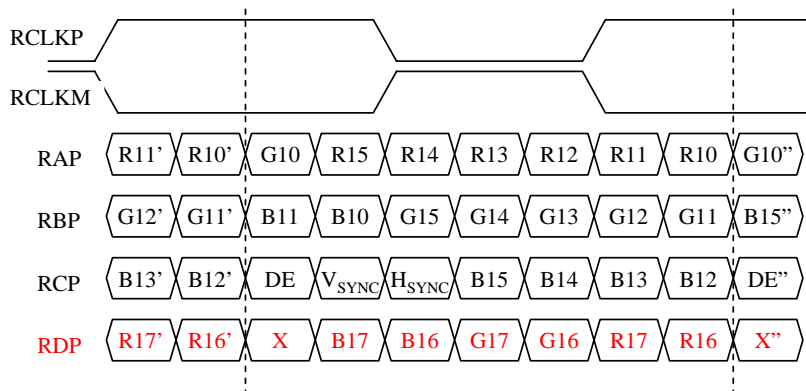 RCLKP
RCLKM
RAP R11' R10' G10 R15 R14 R13 R12 R11 R10 G10”
RBP G12' G11' B11 B10 G15 G14 G13 G12 G11 B15”
RCP B13' B12' DE VSYNC HSYNC B15 B14 B13 B12 DE”
RDP R17' R16' X B17 B16 G17 G16 R17 R16 X”